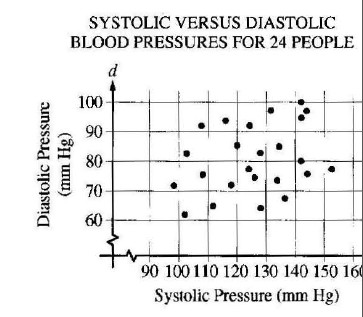 SYSTOLIC VERSUS DIASTOLIC
BLOOD PRESSURES FOR 24 PEOPLE
d
Diastolic Pressure
(mm Hg)
100
90
80
70
60
90 100 110 120 130 140 150 160
Systolic Pressure (mm Hg)